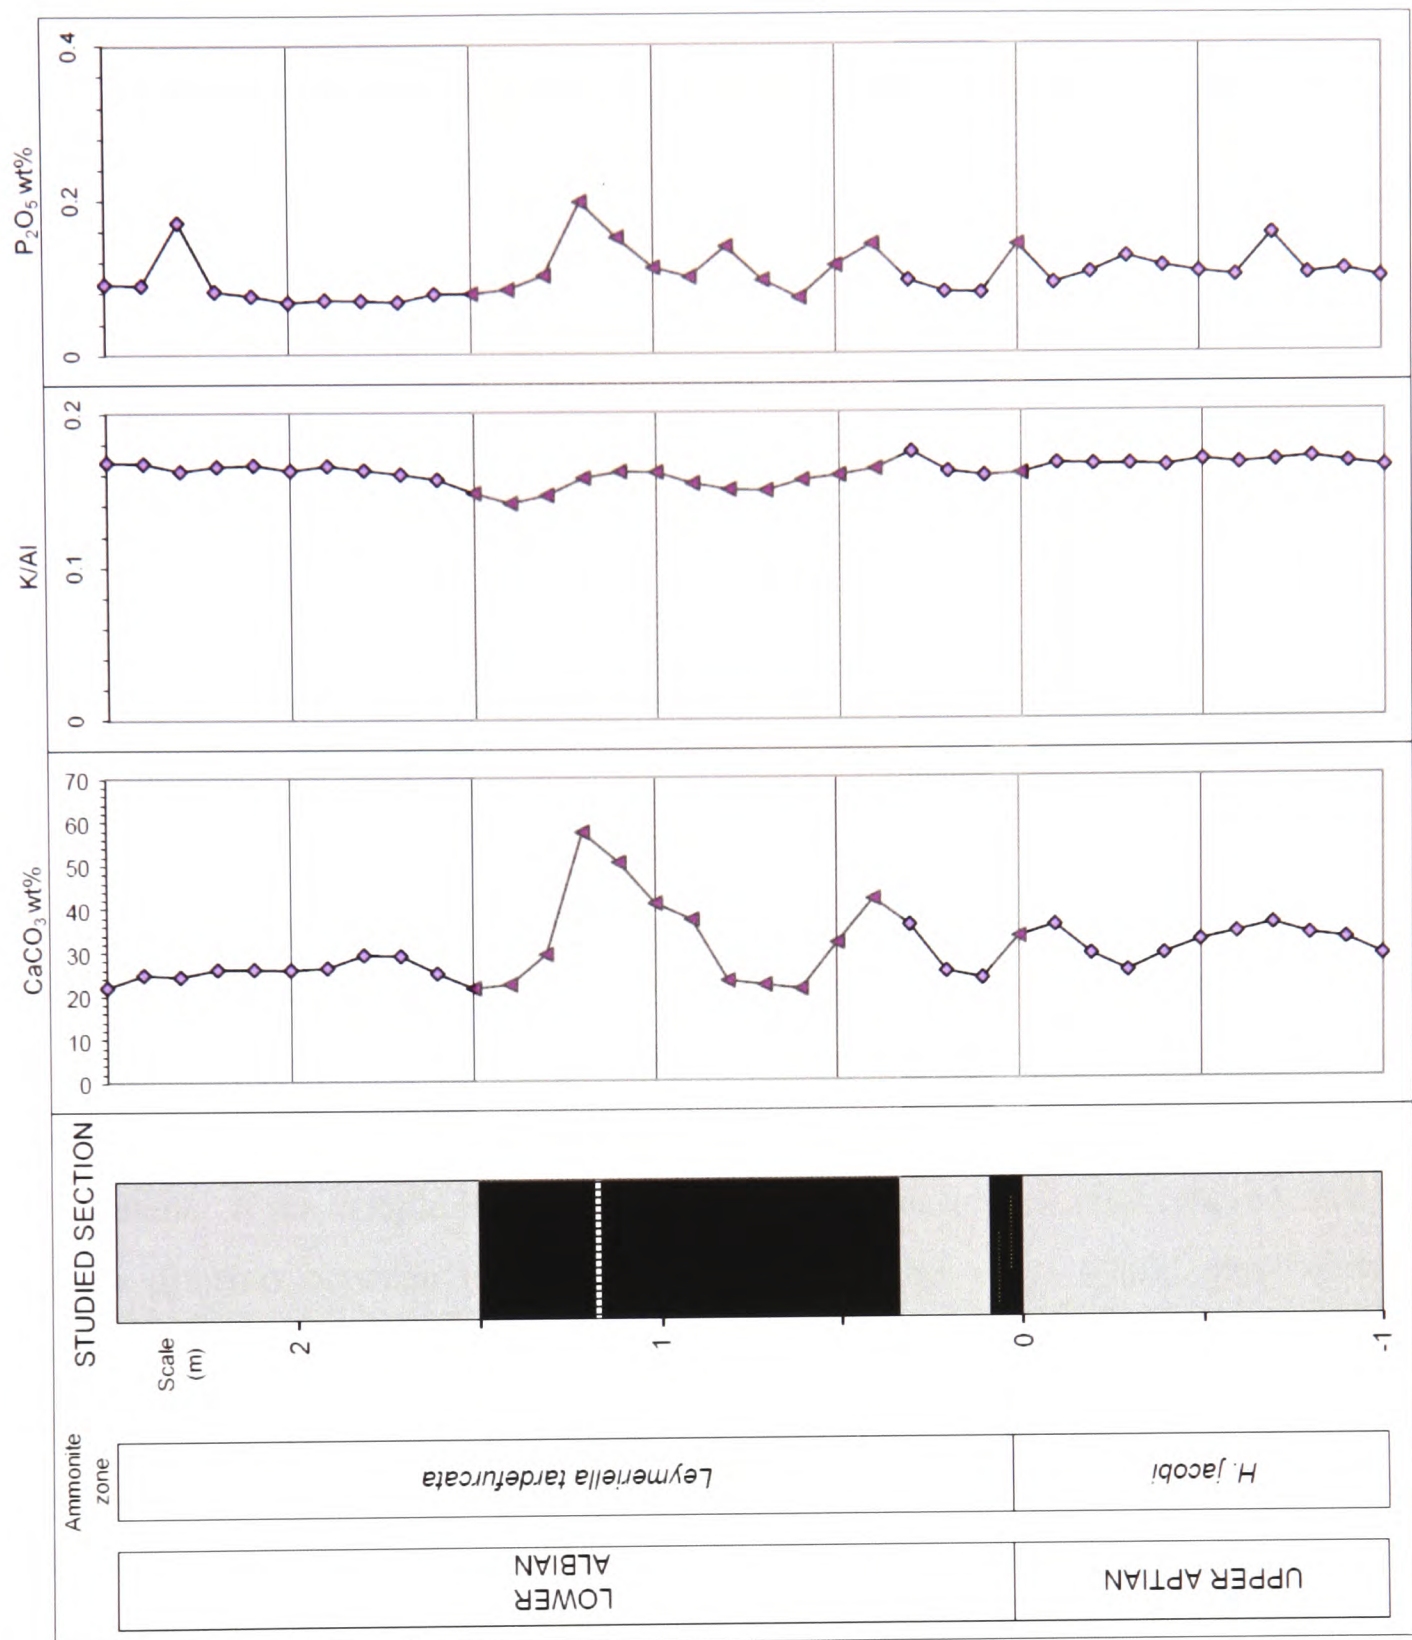 P₂O₅ wt%
0.4
0.2
0
K/Al
0.2
0.1
0
CaCO₃ wt%
70
60
50
40
30
20
10
0
STUDIED SECTION
Scale
(m)
2
1
0
-1
Ammonite
zone
Leymeriella tardefurcata
H. jacobi
LOWER
ALBIAN
UPPER APTIAN